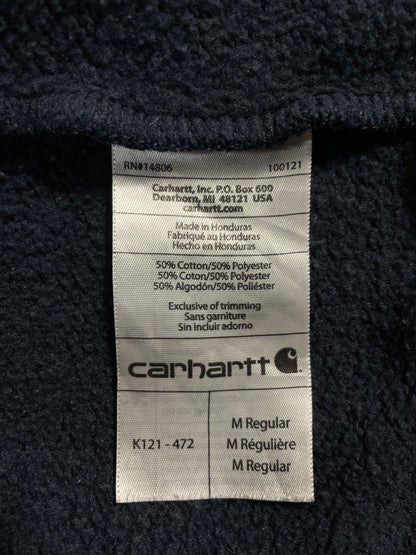 RN#14806 100121
Carhartt, Inc. P.O. Box 600
Dearborn, MI 48121 USA
carhartt.com
Made in Honduras
Fabriqué au Honduras
Hecho en Honduras
50% Cotton/50% Polyester
50% Coton/50% Polyester
50% Algodón/50% Poliéster
Exclusive of trimming
Sans garniture
Sin incluir adorno
carhartt
K121 - 472
M Regular
M Régulière
M Regular